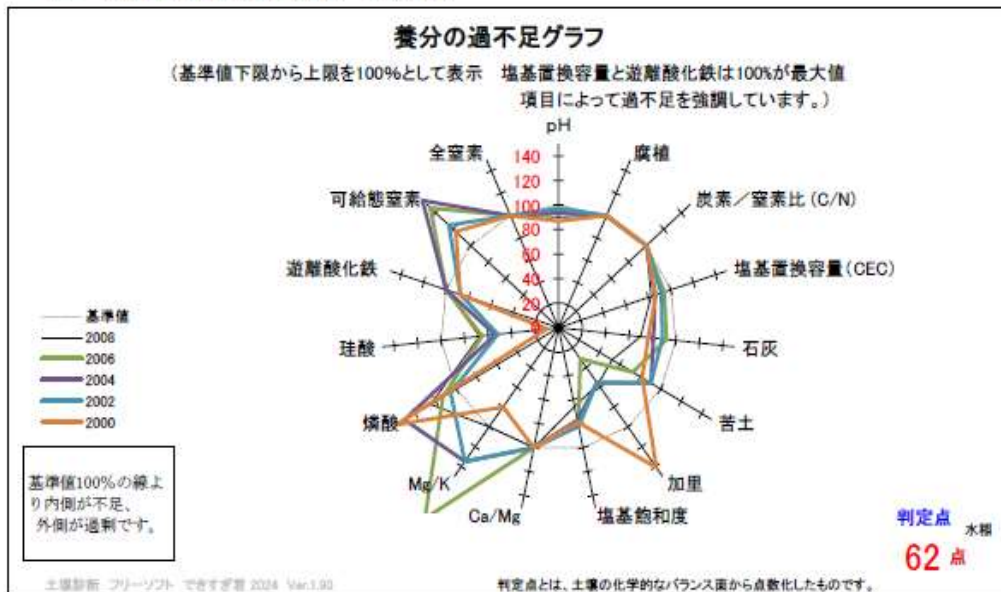 養分の過不足グラフ
(基準値下限から上限を100%として表示　塩基置換容量と遊離酸化鉄は100%が最大値
項目によって過不足を強調しています。)
pH
全窒素
腐植
140
可給態窒素
炭素／窒素比(C/N)
120
100
80
遊離酸化鉄
塩基置換容量(CEC)
60
40
20
0
基準値
2008
2006
2004
2002
2000
珪酸
石灰
燐酸
苦土
Mg/K
加里
Ca/Mg
塩基飽和度
基準値100%の線よ
り内側が不足、
外側が過剰です。
判定点 水稲
62 点
土壌診断 フリーソフト できすぎ君 2024 Ver.1.90
判定点とは、土壌の化学的なバランス面から点数化したものです。